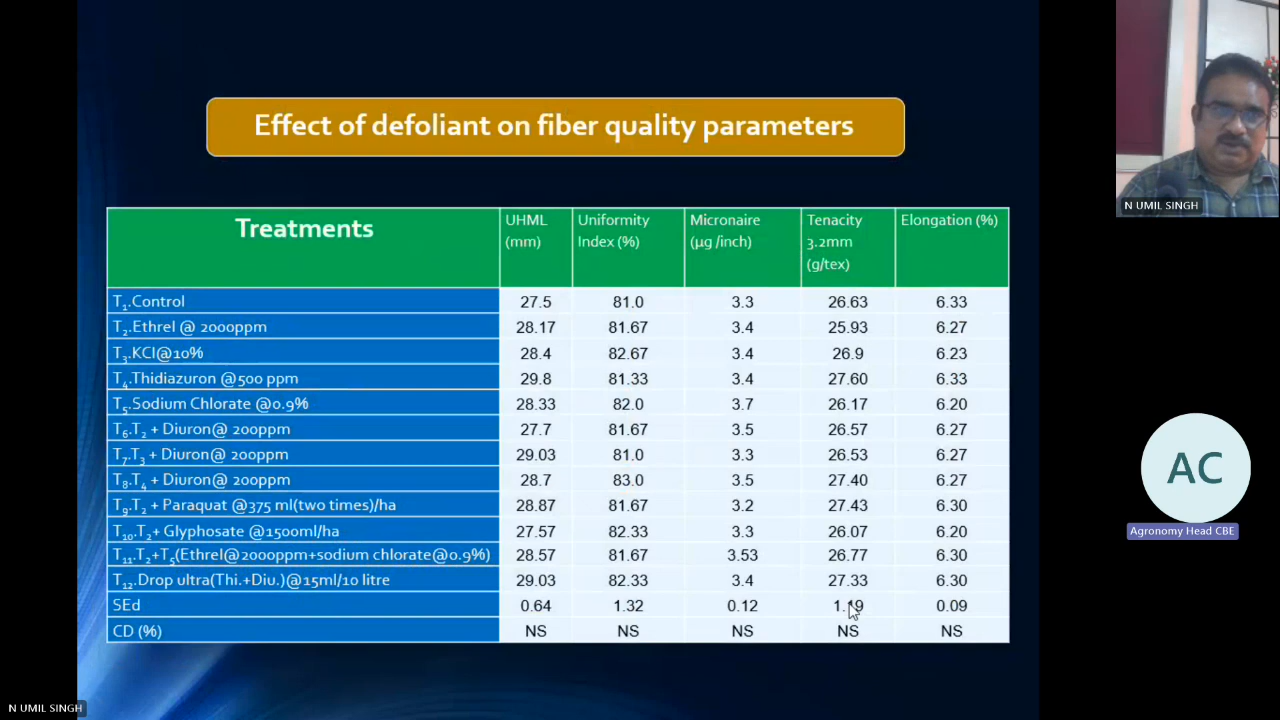 Effect of defoliant on fiber quality parameters
Treatments UHML (mm) Uniformity Index (%) Micronaire (µg /inch) Tenacity 3.2mm (g/tex) Elongation (%)
T1.Control 27.5 81.0 3.3 26.63 6.33
T2.Ethrel @ 2000ppm 28.17 81.67 3.4 25.93 6.27
T3.KCl@10% 28.4 82.67 3.4 26.9 6.23
T4.Thidiazuron @500 ppm 29.8 81.33 3.4 27.60 6.33
T5.Sodium Chlorate @0.9% 28.33 82.0 3.7 26.17 6.20
T6.T2 + Diuron@ 200ppm 27.7 81.67 3.5 26.57 6.27
T7.T3 + Diuron@ 200ppm 29.03 81.0 3.3 26.53 6.27
T8.T4 + Diuron@ 200ppm 28.7 83.0 3.5 27.40 6.27
T9.T2 + Paraquat @375 ml(two times)/ha 28.87 81.67 3.2 27.43 6.30
T10.T2+ Glyphosate @1500ml/ha 27.57 82.33 3.3 26.07 6.20
T11.T2+T5(Ethrel@2000ppm+sodium chlorate@0.9%) 28.57 81.67 3.53 26.77 6.30
T12.Drop ultra(Thi.+Diu.)@15ml/10 litre 29.03 82.33 3.4 27.33 6.30
SEd 0.64 1.32 0.12 1.19 0.09
CD (%) NS NS NS NS NS
N UMIL SINGH
AC
Agronomy Head CBE
N UMIL SINGH